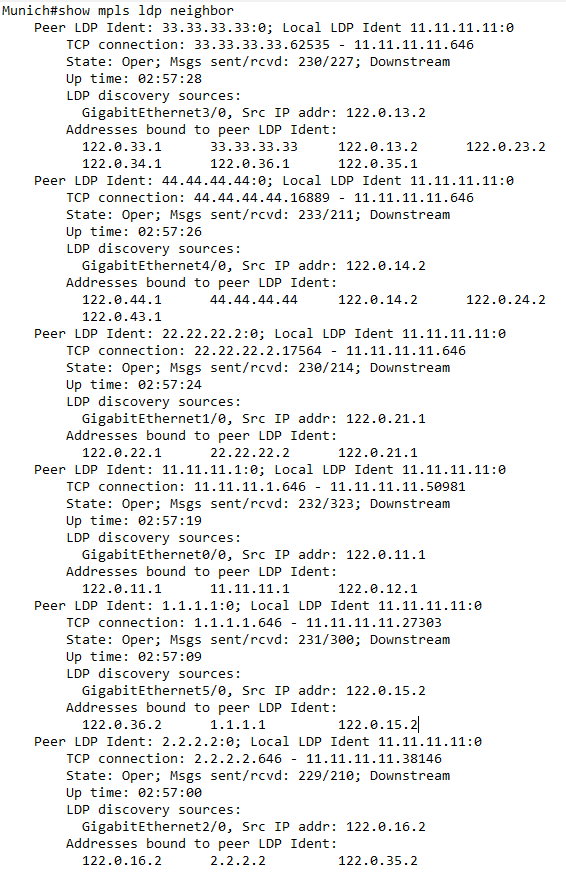 Munich#show mpls ldp neighbor
    Peer LDP Ident: 33.33.33.33:0; Local LDP Ident 11.11.11.11:0
        TCP connection: 33.33.33.33.62535 - 11.11.11.11.646
        State: Oper; Msgs sent/rcvd: 230/227; Downstream
        Up time: 02:57:28
        LDP discovery sources:
          GigabitEthernet3/0, Src IP addr: 122.0.13.2
        Addresses bound to peer LDP Ident:
          122.0.33.1      33.33.33.33     122.0.13.2      122.0.23.2
          122.0.34.1      122.0.36.1      122.0.35.1
    Peer LDP Ident: 44.44.44.44:0; Local LDP Ident 11.11.11.11:0
        TCP connection: 44.44.44.44.16889 - 11.11.11.11.646
        State: Oper; Msgs sent/rcvd: 233/211; Downstream
        Up time: 02:57:26
        LDP discovery sources:
          GigabitEthernet4/0, Src IP addr: 122.0.14.2
        Addresses bound to peer LDP Ident:
          122.0.44.1      44.44.44.44     122.0.14.2      122.0.24.2
          122.0.43.1
    Peer LDP Ident: 22.22.22.2:0; Local LDP Ident 11.11.11.11:0
        TCP connection: 22.22.22.2.17564 - 11.11.11.11.646
        State: Oper; Msgs sent/rcvd: 230/214; Downstream
        Up time: 02:57:24
        LDP discovery sources:
          GigabitEthernet1/0, Src IP addr: 122.0.21.1
        Addresses bound to peer LDP Ident:
          122.0.22.1      22.22.22.2      122.0.21.1
    Peer LDP Ident: 11.11.11.1:0; Local LDP Ident 11.11.11.11:0
        TCP connection: 11.11.11.1.646 - 11.11.11.11.50981
        State: Oper; Msgs sent/rcvd: 232/323; Downstream
        Up time: 02:57:19
        LDP discovery sources:
          GigabitEthernet0/0, Src IP addr: 122.0.11.1
        Addresses bound to peer LDP Ident:
          122.0.11.1      11.11.11.1      122.0.12.1
    Peer LDP Ident: 1.1.1.1:0; Local LDP Ident 11.11.11.11:0
        TCP connection: 1.1.1.1.646 - 11.11.11.11.27303
        State: Oper; Msgs sent/rcvd: 231/300; Downstream
        Up time: 02:57:09
        LDP discovery sources:
          GigabitEthernet5/0, Src IP addr: 122.0.15.2
        Addresses bound to peer LDP Ident:
          122.0.36.2      1.1.1.1         122.0.15.2
    Peer LDP Ident: 2.2.2.2:0; Local LDP Ident 11.11.11.11:0
        TCP connection: 2.2.2.2.646 - 11.11.11.11.38146
        State: Oper; Msgs sent/rcvd: 229/210; Downstream
        Up time: 02:57:00
        LDP discovery sources:
          GigabitEthernet2/0, Src IP addr: 122.0.16.2
        Addresses bound to peer LDP Ident:
          122.0.16.2      2.2.2.2         122.0.35.2